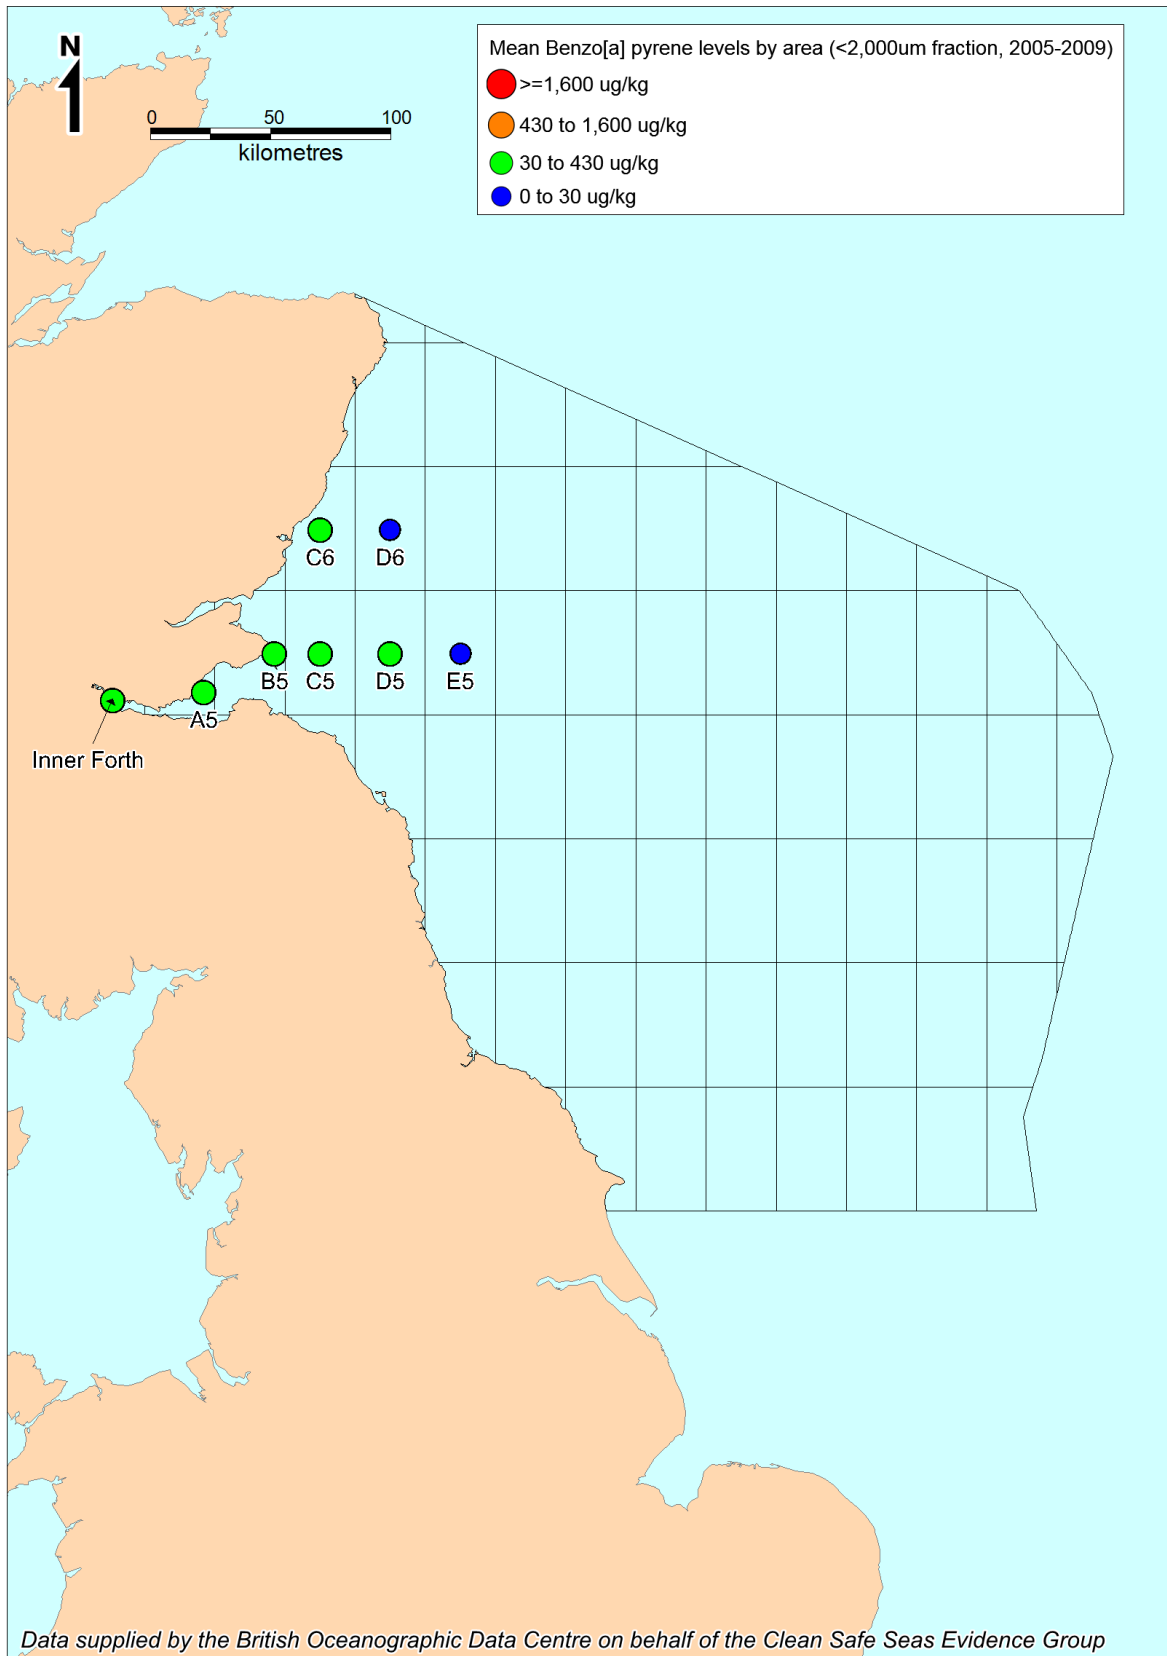 N
0 50 100
kilometres
Mean Benzo[a] pyrene levels by area (<2,000um fraction, 2005-2009)
>=1,600 ug/kg
430 to 1,600 ug/kg
30 to 430 ug/kg
0 to 30 ug/kg
C6 D6
B5 C5 D5 E5
A5
Inner Forth
Data supplied by the British Oceanographic Data Centre on behalf of the Clean Safe Seas Evidence Group